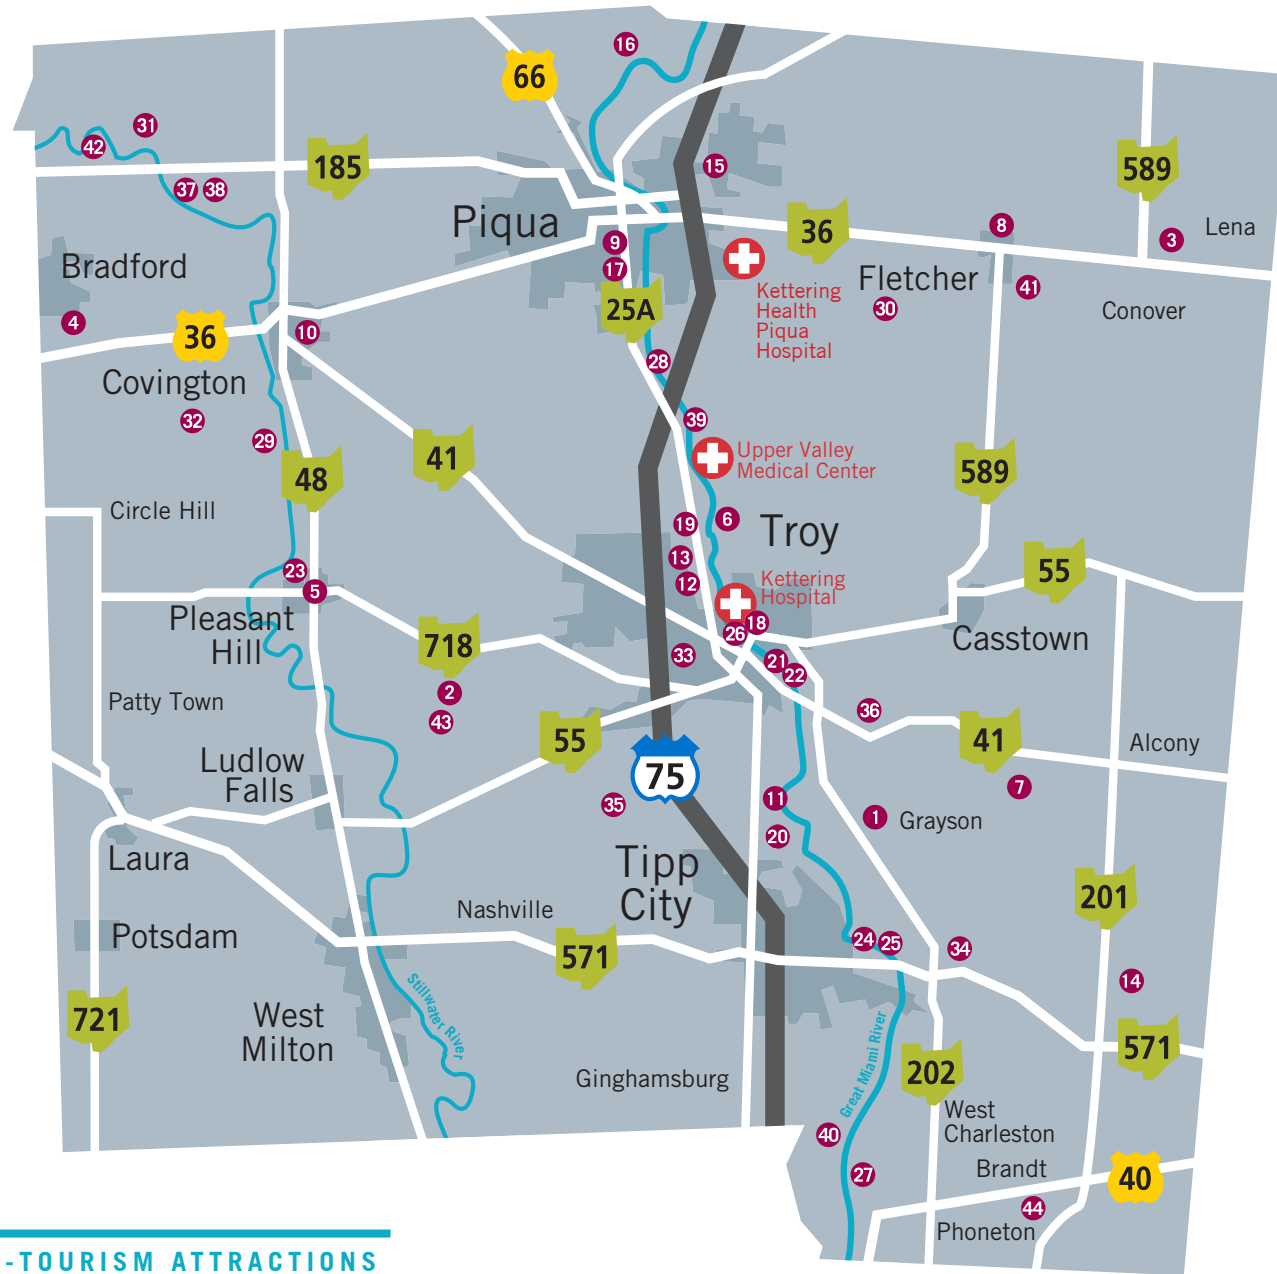 16
66
31
42
185
15
589
37
38
8
Piqua
36
3
Lena
9
17
Bradford
Fletcher
41
Kettering
Health
Piqua
Hospital
25A
30
Conover
4
36
10
28
Covington
32
29
39
41
Upper Valley
Medical Center
589
48
Circle Hill
19
6
Troy
13
55
23
5
12
Kettering
Hospital
Pleasant
Hill
718
26
18
Casstown
33
21
22
2
43
Patty Town
36
55
41
Alcony
Ludlow
Falls
75
7
35
11
1
Grayson
20
Laura
Tipp
City
201
Nashville
Potsdam
571
24
25
34
14
721
West
Milton
Stillwater River
Great Miami River
571
Ginghamsburg
202
West
Charleston
40
Brandt
27
40
44
Phoneton
-TOURISM ATTRACTIONS